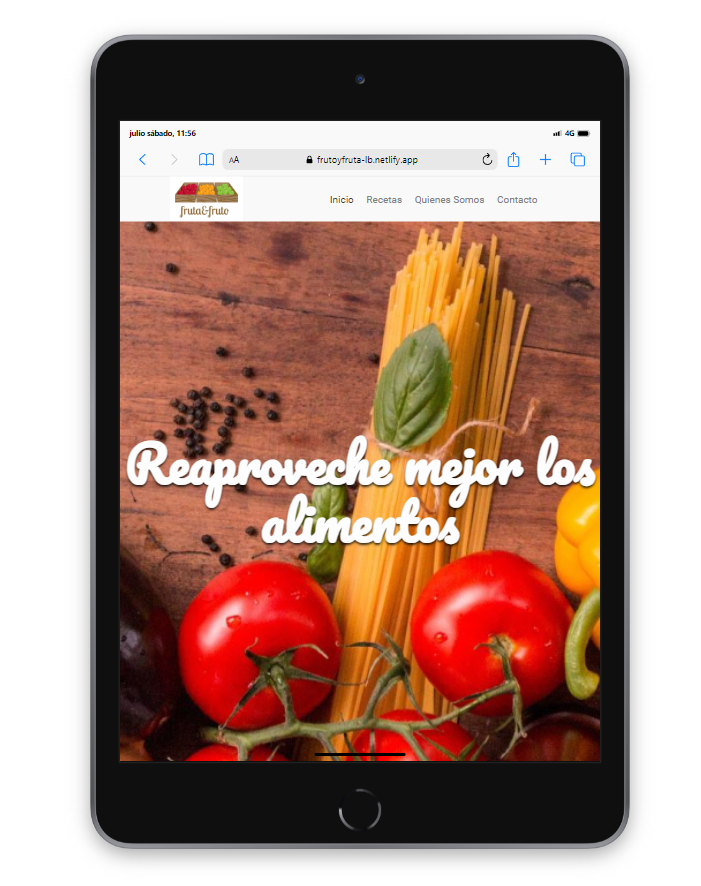 julio sábado, 11:56
4G
AA
frutoyfruta-lb.netlify.app
fruta&fruto
Inicio Recetas Quienes Somos Contacto
Reaproveche mejor los
alimentos